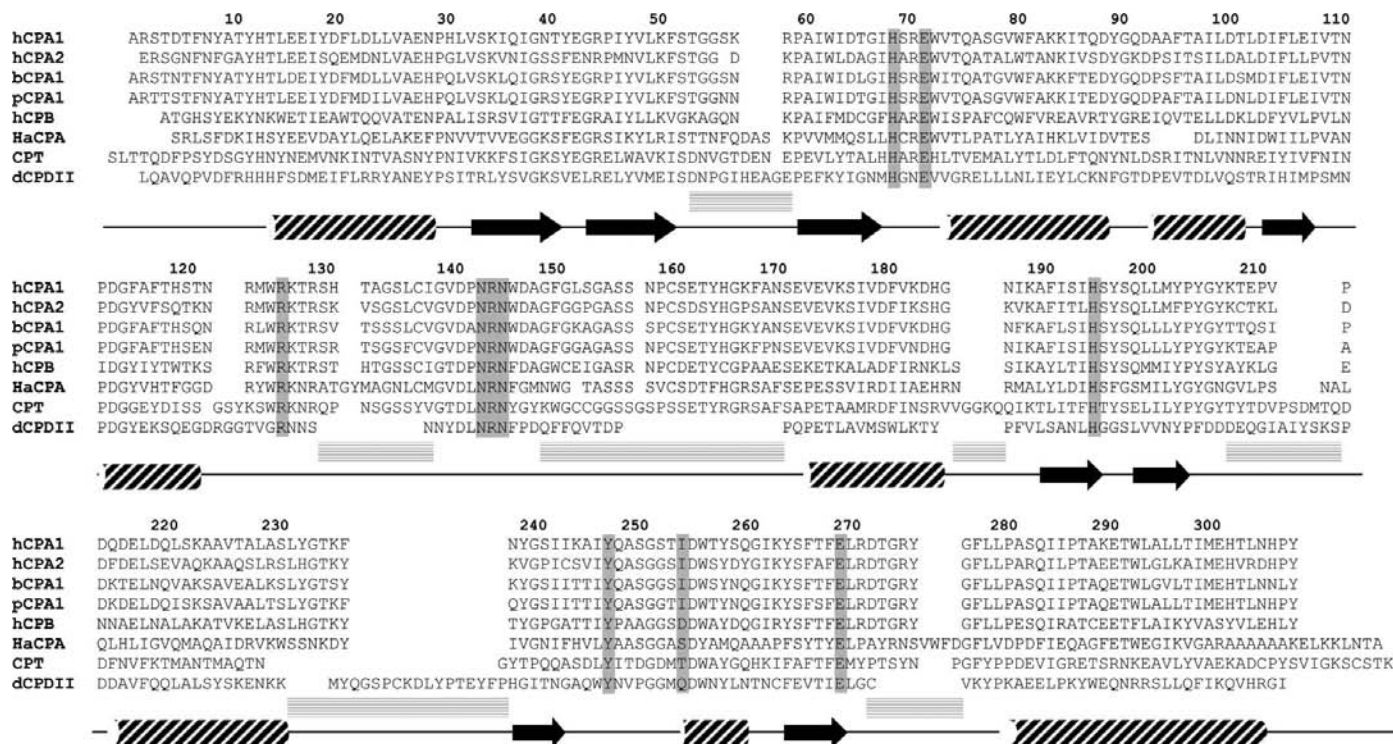 10 20 30 40 50 60 70 80 90 100 110
hCPA1 ARSTDTFNYATYHTLEEIYDFLDLLVAENPHLVSKIQIGNTYEGRPIYVLKFSTGGSK RPAIWIDTGIHSREWVTQASGVWFAKKITQDYGQDAAFTAILDTLDIFLEIVTN
hCPA2 ERSGNFNFGAYHTLEEISQEMDNLVAEHPGLVSKVNIGSSFENRPMNVLKFSTGG D KPAIWLDAGIHAREWVTQATALWTANKIVSDYGKDPSITSILDALDIFLLPVTN
bCPA1 ARSTNTFNYATYHTLDEIYDFMDLLVAEHPQLVSKLQIGRSYEGRPIYVLKFSTGGSN RPAIWIDLGIHSREWITQATGVWFAKKFTEDYGQDPSFTAILDSMDIFLEIVTN
pCPA1 ARTTSTFNYATYHTLEEIYDFMDILVAEHPQLVSKLQIGRSYEGRPIYVLKFSTGGNN RPAIWIDTGIHSREWVTQASGVWFAKKITEDYGQDPAFTAILDNLDIFLEIVTN
hCPB ATGHSYEKYNKWETIEAWTQQVATENPALISRSVIGTTFEGRAIYLLKVGKAGQN KPAIFMDCGFHAREWISPAFCQWFVREAVRTYGREIQVTELLDKLDFYVLPVLN
HaCPA SRLSFDKIHSYEEVDAYLQELAKEFPNVVTVVEGGKSFEGRSIKYLRISTTNFQDAS KPVVMMQSLLHCREWVTLPATLYAIHKLVIDVTES DLINNIDWIILPVAN
CPT SLTTQDFPSYDSGYHNYNEMVNKINTVASNYPNIVKKFSIGKSYEGRELWAVKISDNVGTDEN EPEVLYTALHHAREHLTVEMALYTLDLFTQNYNLDSRITNLVNNREIYIVFNIN
dCPDII LQAVQPVDFRHHHFSDMEIFLRRYANEYPSITRLYSVGKSVELRELYVMEISDNPGIHEAGEPEFKYIGNMHGNEVVGRELLLNLIEYLCKNFGTDPEVTDLVQSTRIHIMPSMN
120 130 140 150 160 170 180 190 200 210
hCPA1 PDGFAFTHSTN RMWRKTRSH TAGSLCIGVDPNRNWDAGFGLSGASS NPCSETYHGKFANSEVEVKSIVDFVKDHG NIKAFISIHSYSQLLMYPYGYKTEPV P
hCPA2 PDGYVFSQTKN RMWRKTRSK VSGSLCVGVDPNRNWDAGFGGPGASS NPCSDSYHGPSANSEVEVKSIVDFIKSHG KVKAFITLHSYSQLLMFPYGYKCTKL D
bCPA1 PDGFAFTHSQN RLWRKTRSV TSSSLCVGVDANRNWDAGFGKAGASS SPCSETYHGKYANSEVEVKSIVDFVKDHG NFKAFLSIHSYSQLLLYPYGYTTQSI P
pCPA1 PDGFAFTHSEN RMWRKTRSR TSGSFCVGVDPNRNWDAGFGGAGASS NPCSETYHGKFPNSEVEVKSIVDFVNDHG NIKAFISIHSYSQLLLYPYGYKTEAP A
hCPB IDGYIYTWTKS RFWRKTRST HTGSSCIGTDPNRNFDAGWCEIGASR NPCDETYCGPAAESEKETKALADFIRNKLS SIKAYLTIHSYSQMMIYPYSYAYKLG E
HaCPA PDGYVHTFGGD RYWRKNRATGYMAGNLCMGVDLNRNFGMNWG TASSSS VCSDTFHGRSAFSEPESSVIRDIIAEHRN RMALYLDIHSFGSMILYGYGNGVLPS NAL
CPT PDGGEYDISS GSYKSWRKNRQP NSGSSYVGTDLNRNYGYKWGCCGGSSGSPSSETYRGRSAFSAPETAAMRDFINSRVVGGKQQIKTLITFHTYSELILYPYGYTYTDVPSDMTQD
dCPDII PDGYEKSQEGDRGGTVGRNNS NNYDLNRNFPDQFFQVTDP PQPETLAVMSWLKTY PFVLSANLHGGSLVVNYPFDDDEQGIAIYSKSP
220 230 240 250 260 270 280 290 300
hCPA1 DQDELDQLSKAAVTALASLYGTKF NYGSIIKAIYQASGSTIDWTYSQGIKYSFTFELRDTGRY GFLLPASQIIPTAKETWLALLTIMEHTLNHPY
hCPA2 DFDELSEVAQKAAQSLRSLHGTKY KVGPICSVIYQASGGSIDWSYDYGIKYSFAFELRDTGRY GFLLPARQILPTAEETWLGLKAIMEHVRDHPY
bCPA1 DKTELNQVAKSAVEALKSLYGTSY KYGSIITTIYQASGGSIDWSYNQGIKYSFTFELRDTGRY GFLLPASQIIPTAQETWLGVLTIMEHTLNNLY
pCPA1 DKDELDQISKSAVAALTSLYGTKF QYGSIITTIYQASGGTIDWTYNQGIKYSFSFELRDTGRY GFLLPASQIIPTAQETWLALLTIMEHTLNHPY
hCPB NNAELNALAKATVKELASLHGTKY TYGPGATTIYPAAGGSDDWAYDQGIRYSFTFELRDTGRY GFLLPESQIRATCEETFLAIKYVASYVLEHLY
HaCPA QLHLIGVQMAQAIDRVKWSSNKDY IVGNIFHVLYAASGGASDYAMQAAAPFSYTYELPAYRNSVWFDGFLVDPDFIEQAGFETWEGIKVGARAAAAAAKELKKLNTA
CPT DFNVFKTMANTMAQTN GYTPQQASDLYITDGDMTDWAYGQHKIFAFTFEMYPTSYN PGFYPPDEVIGRETSRNKEAVLYVAEKADCPYSVIGKSCSTK
dCPDII DDAVFQQLALSYSKENKK MYQGSPCKDLYPTEYFPHGITNGAQWYNVPGGMQDWNYLNTNCFEVTIELGC VKYPKAEELPKYWEQNRRSLLQFIKQVHRGI